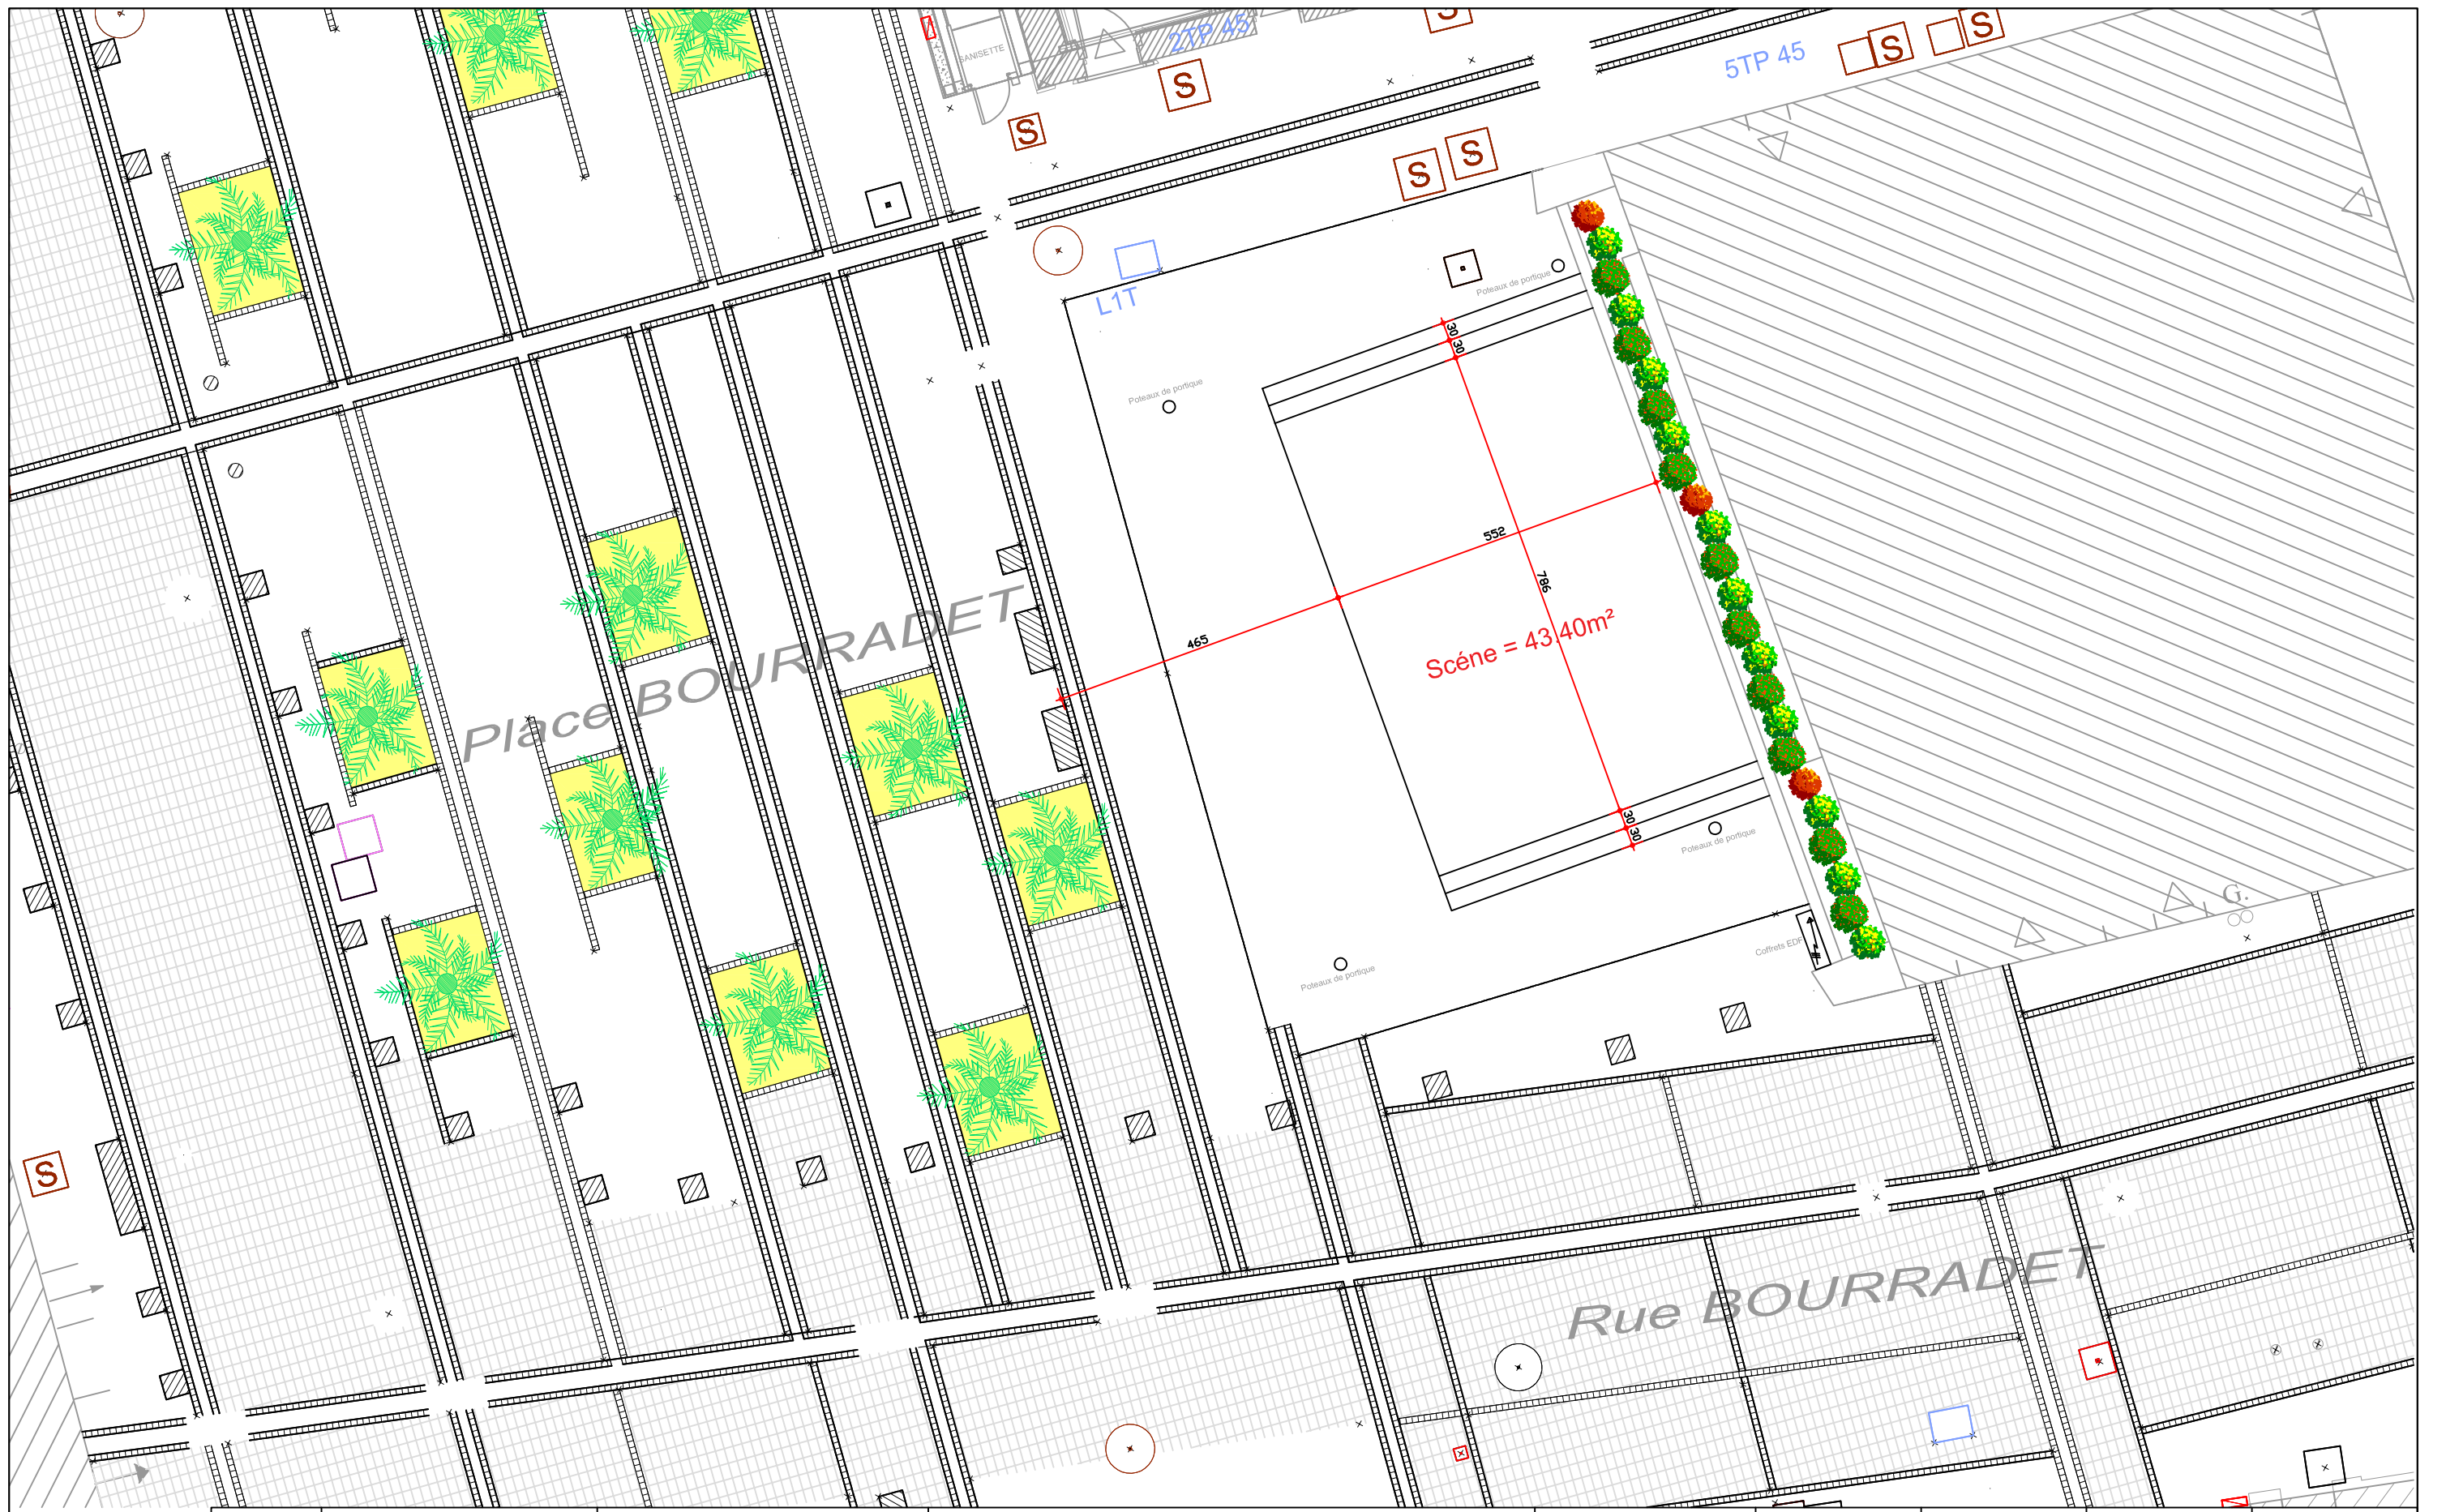 SANISETTE
2TP 45
S
5TP 45
S
S
S
S
S
S
L1T
Poteaux de portique
30
30
Poteaux de portique
552
786
Place BOURRADET
465
Scéne = 43.40m²
30
30
Poteaux de portique
Poteaux de portique
Coffrets EDF
G.
S
Rue BOURRADET